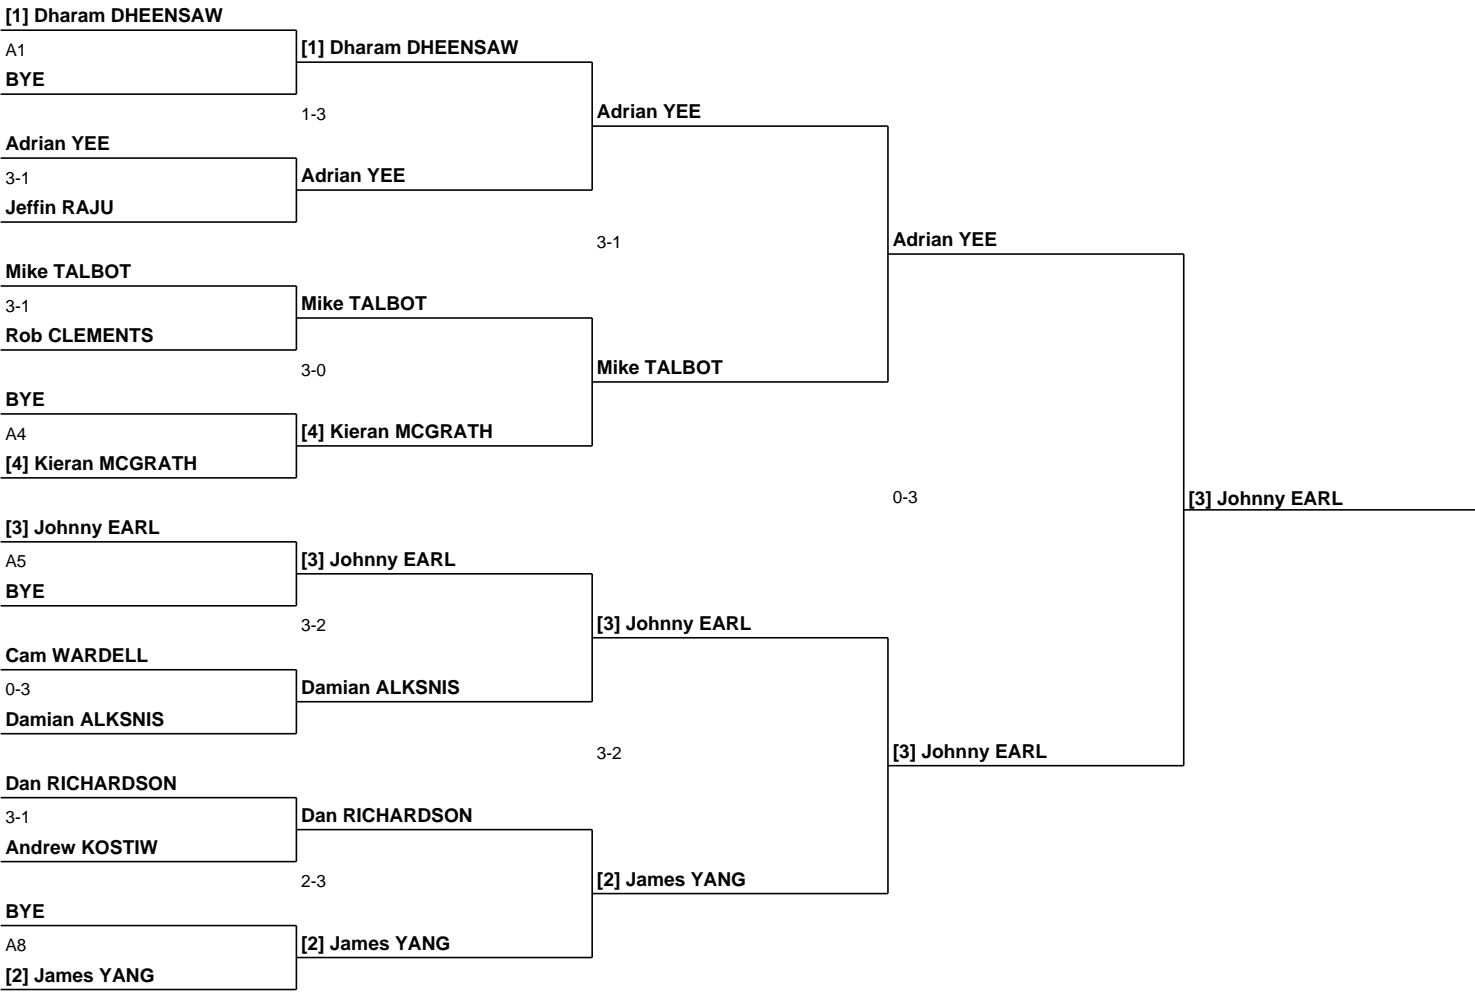 [1] Dharam DHEENSAW
A1
BYE
[1] Dharam DHEENSAW
1-3
Adrian YEE
3-1
Jeffin RAJU
Adrian YEE
Adrian YEE
3-1
Mike TALBOT
3-1
Rob CLEMENTS
Mike TALBOT
3-0
BYE
A4
[4] Kieran MCGRATH
[4] Kieran MCGRATH
Mike TALBOT
Adrian YEE
0-3
[3] Johnny EARL
[3] Johnny EARL
A5
BYE
[3] Johnny EARL
3-2
Cam WARDELL
0-3
Damian ALKSNIS
Damian ALKSNIS
[3] Johnny EARL
3-2
Dan RICHARDSON
3-1
Andrew KOSTIW
Dan RICHARDSON
2-3
BYE
A8
[2] James YANG
[2] James YANG
[2] James YANG
[3] Johnny EARL